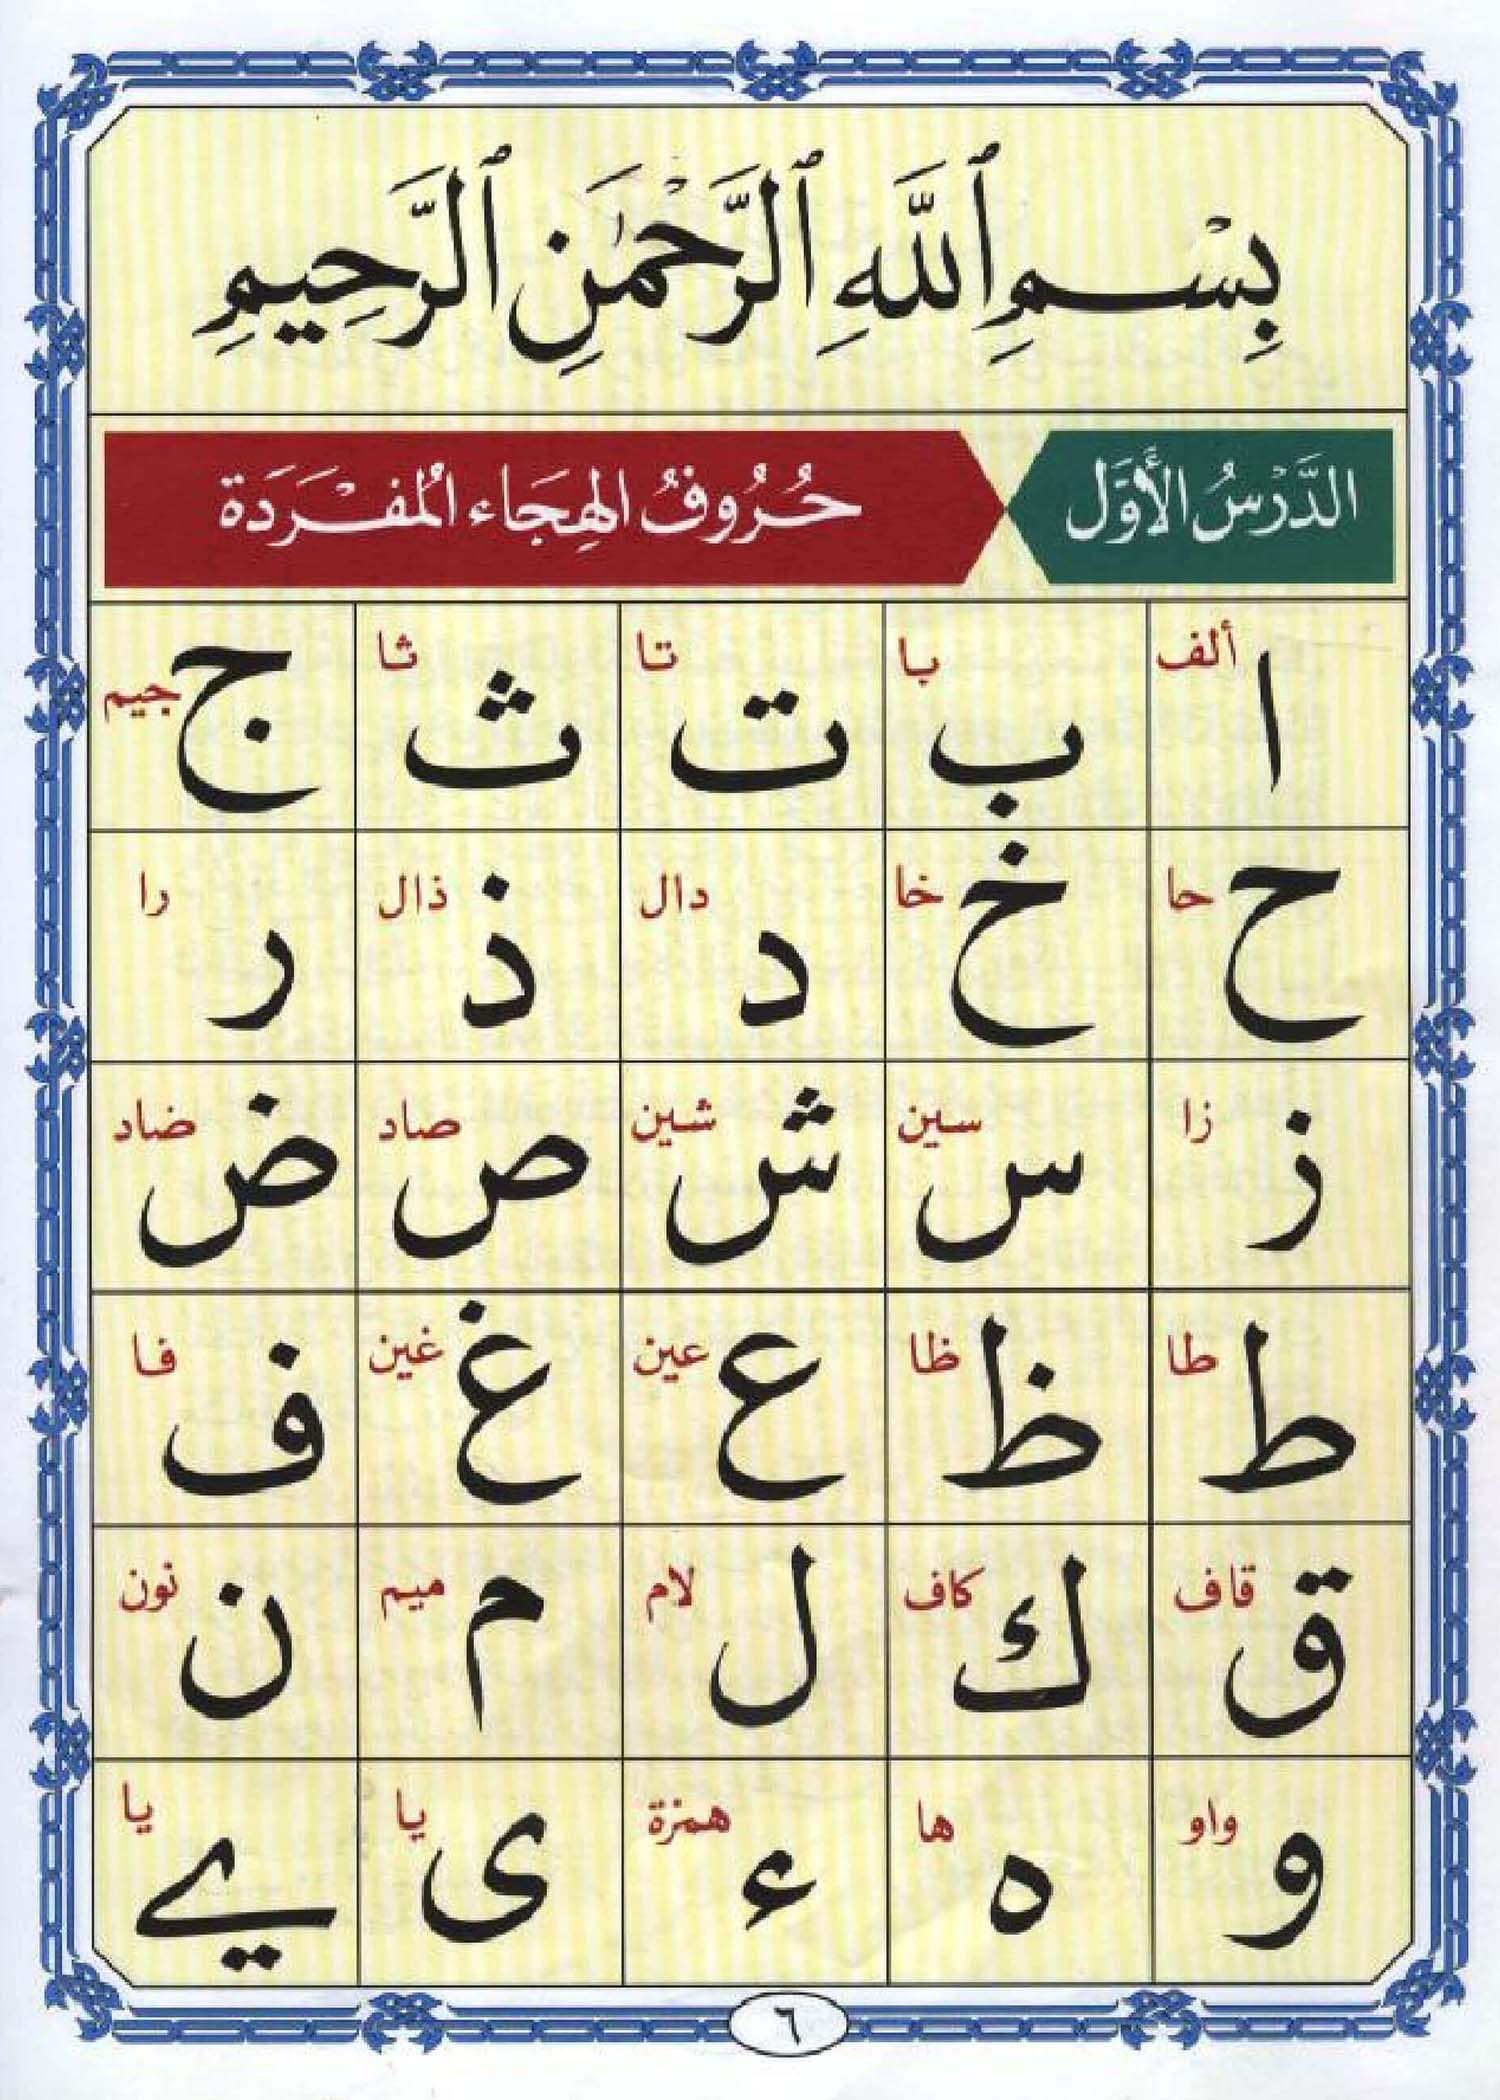 بِسْمِ ٱللَّهِ ٱلرَّحْمَٰنِ ٱلرَّحِيمِ
الدَّرْسُ الْأَوَّل حُرُوفُ الهِجَاء المُفْرَدَة
ا ألف ب با ت تا ث ثا ج جيم
ح حا خ خا د دال ذ ذال ر را
ز زا س سين ش شين ص صاد ض ضاد
ط طا ظ ظا ع عين غ غين ف فا
ق قاف ك كاف ل لام م ميم ن نون
و واو ه ها ء همزة ى يا ے يا
٦